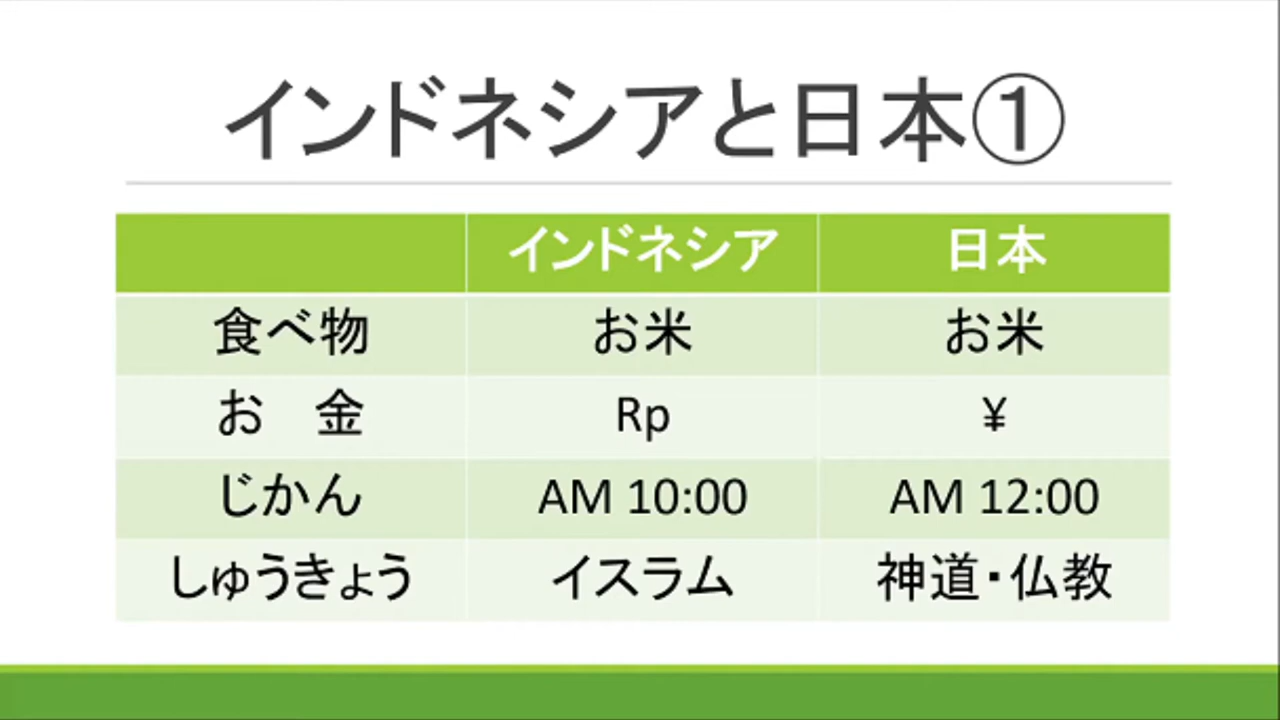 インドネシアと日本①
インドネシア 日本
食べ物 お米 お米
お　金 Rp ¥
じかん AM 10:00 AM 12:00
しゅうきょう イスラム 神道・仏教